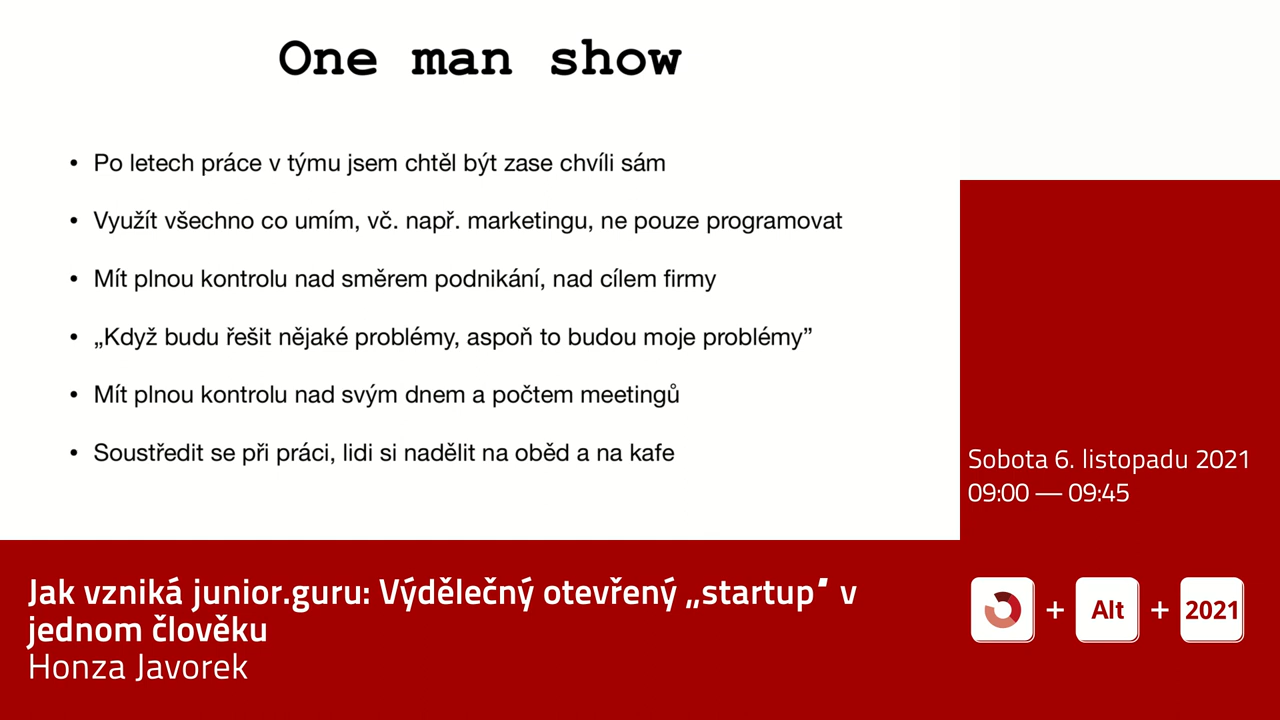 One man show
• Po letech práce v týmu jsem chtěl být zase chvíli sám
• Využít všechno co umím, vč. např. marketingu, ne pouze programovat
• Mít plnou kontrolu nad směrem podnikání, nad cílem firmy
• „Když budu řešit nějaké problémy, aspoň to budou moje problémy”
• Mít plnou kontrolu nad svým dnem a počtem meetingů
• Soustředit se při práci, lidi si nadělit na oběd a na kafe
Sobota 6. listopadu 2021
09:00 — 09:45
Jak vzniká junior.guru: Výdělečný otevřený „startup“ v
jednom člověku
Honza Javorek
+ Alt + 2021